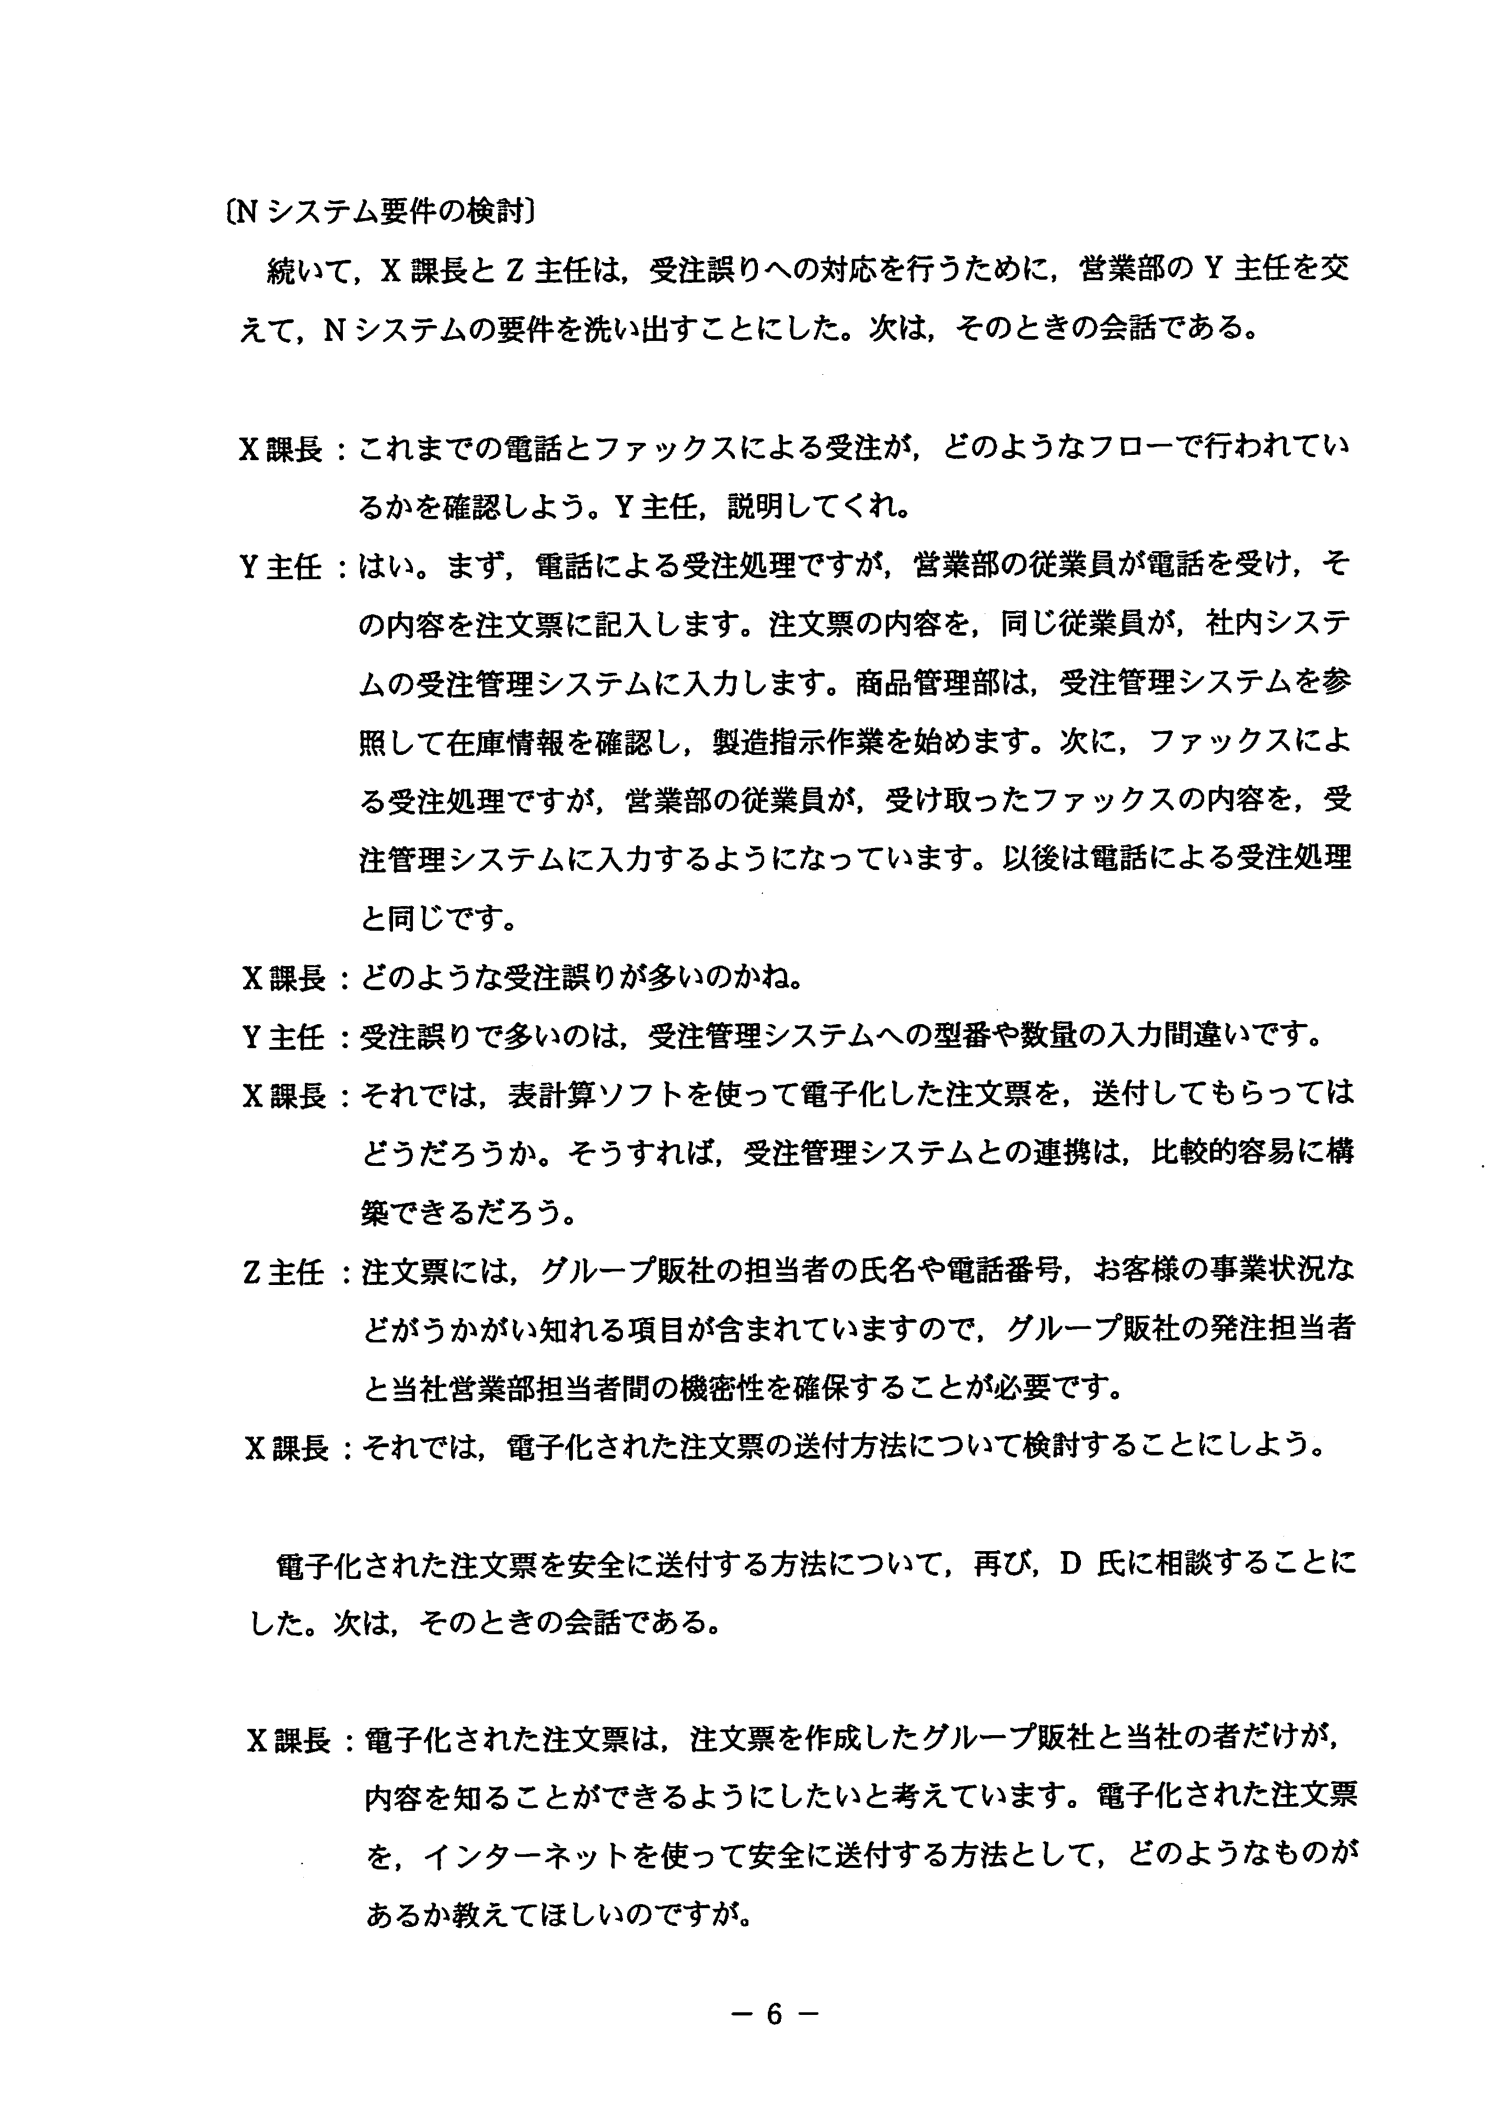 〔N システム要件の検討〕
続いて，X 課長と Z 主任は，受注誤りへの対応を行うために，営業部の Y 主任を交
えて，N システムの要件を洗い出すことにした。次は，そのときの会話である。
X 課長：これまでの電話とファックスによる受注が，どのようなフローで行われてい
るかを確認しよう。Y 主任，説明してくれ。
Y 主任：はい。まず，電話による受注処理ですが，営業部の従業員が電話を受け，そ
の内容を注文票に記入します。注文票の内容を，同じ従業員が，社内システ
ムの受注管理システムに入力します。商品管理部は，受注管理システムを参
照して在庫情報を確認し，製造指示作業を始めます。次に，ファックスによ
る受注処理ですが，営業部の従業員が，受け取ったファックスの内容を，受
注管理システムに入力するようになっています。以後は電話による受注処理
と同じです。
X 課長：どのような受注誤りが多いのかね。
Y 主任：受注誤りで多いのは，受注管理システムへの型番や数量の入力間違いです。
X 課長：それでは，表計算ソフトを使って電子化した注文票を，送付してもらっては
どうだろうか。そうすれば，受注管理システムとの連携は，比較的容易に構
築できるだろう。
Z 主任：注文票には，グループ販社の担当者の氏名や電話番号，お客様の事業状況な
どがうかがい知れる項目が含まれていますので，グループ販社の発注担当者
と当社営業部担当者間の機密性を確保することが必要です。
X 課長：それでは，電子化された注文票の送付方法について検討することにしよう。
電子化された注文票を安全に送付する方法について，再び，D 氏に相談することに
した。次は，そのときの会話である。
X 課長：電子化された注文票は，注文票を作成したグループ販社と当社の者だけが，
内容を知ることができるようにしたいと考えています。電子化された注文票
を，インターネットを使って安全に送付する方法として，どのようなものが
あるか教えてほしいのですが。
－ 6 －